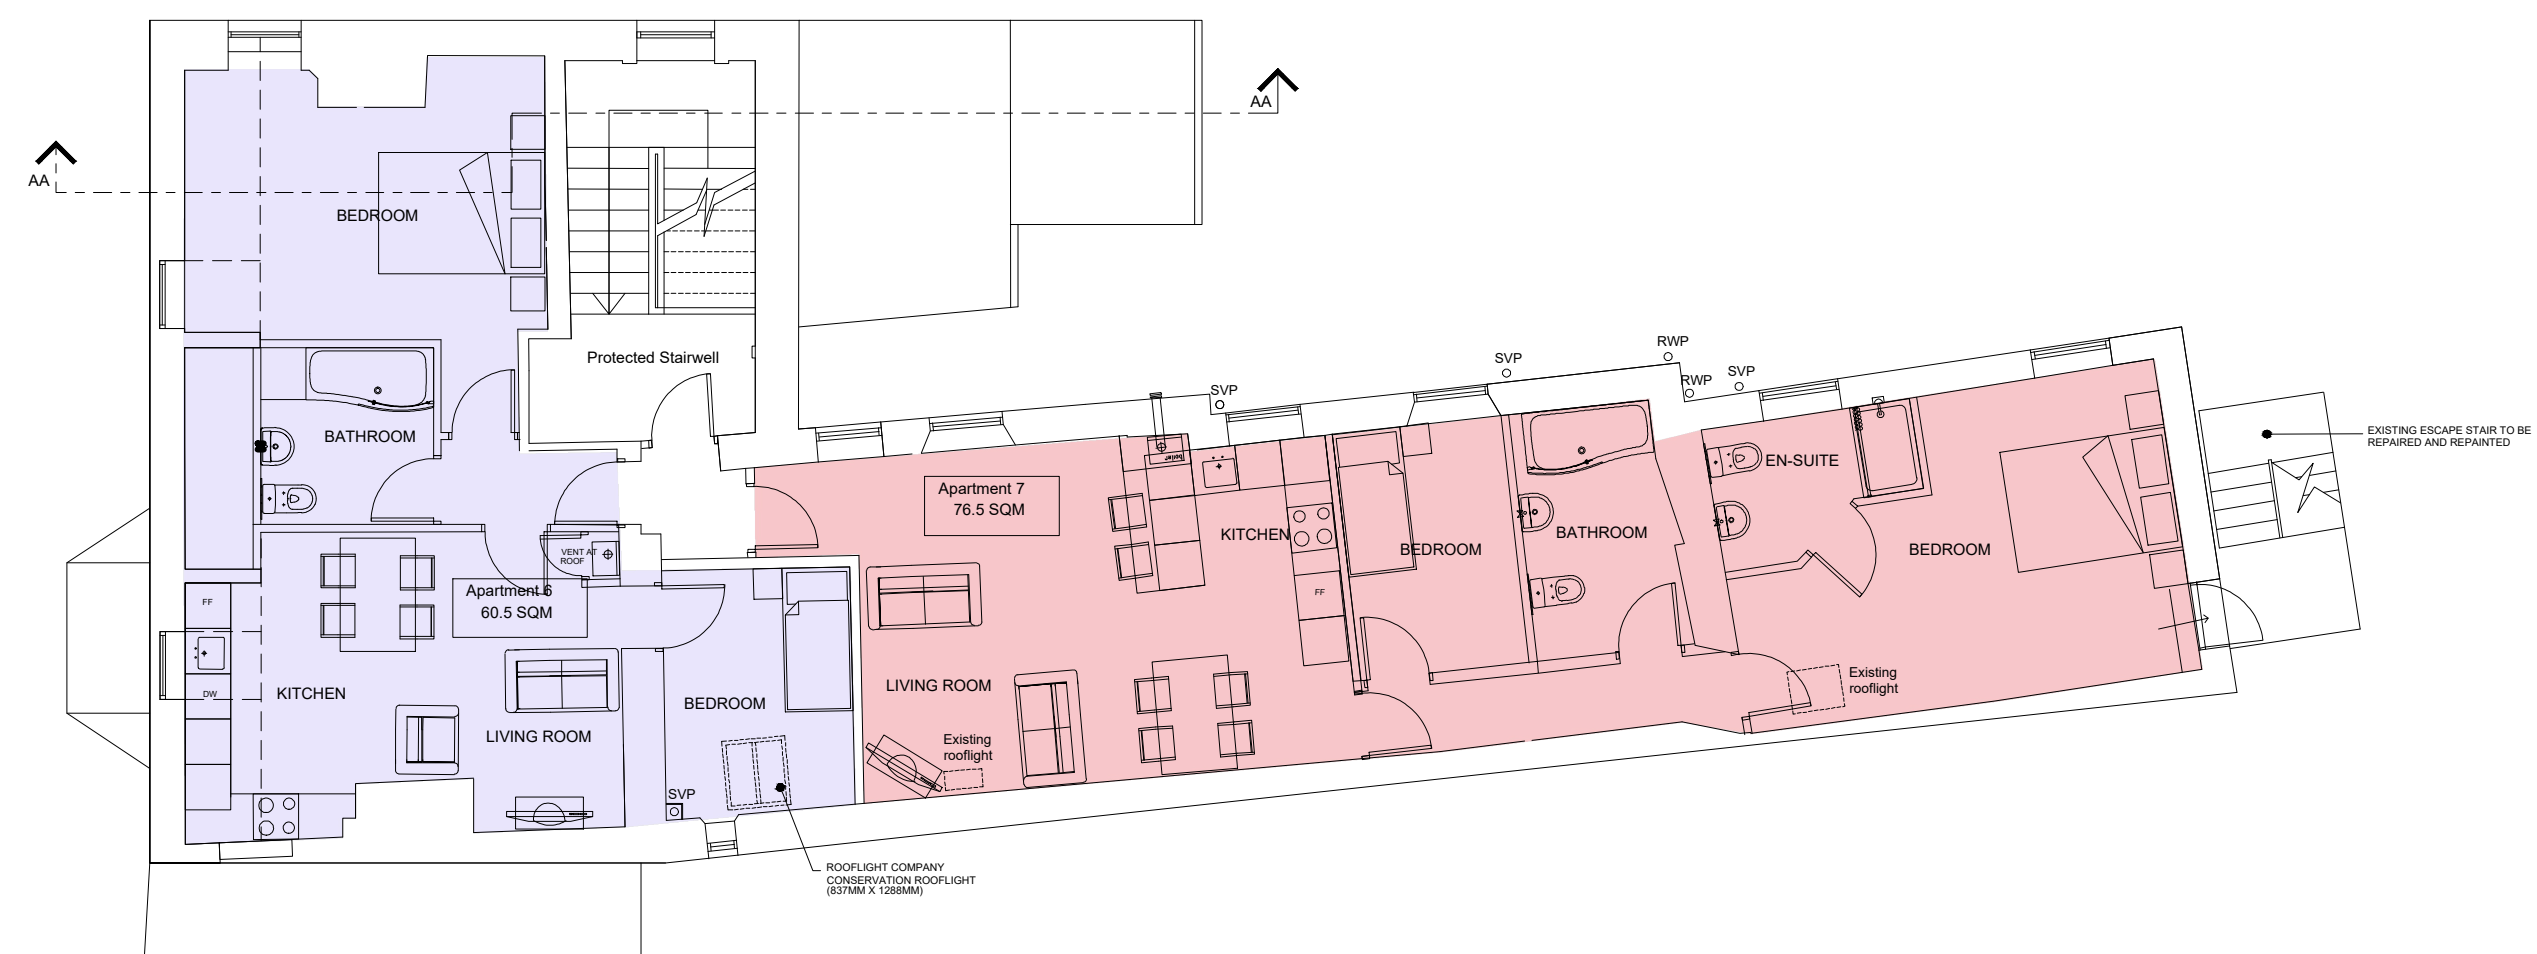 AA
AA
BEDROOM
Protected Stairwell
BATHROOM
VENT AT
ROOF
Apartment 6
60.5 SQM
FF
DW
KITCHEN
LIVING ROOM
BEDROOM
SVP
ROOFLIGHT COMPANY
CONSERVATION ROOFLIGHT
(837MM X 1288MM)
Apartment 7
76.5 SQM
LIVING ROOM
Existing
rooflight
boiler
KITCHEN
FF
SVP
BEDROOM
SVP
BATHROOM
RWP
RWP
SVP
EN-SUITE
BEDROOM
Existing
rooflight
EXISTING ESCAPE STAIR TO BE
REPAIRED AND REPAINTED